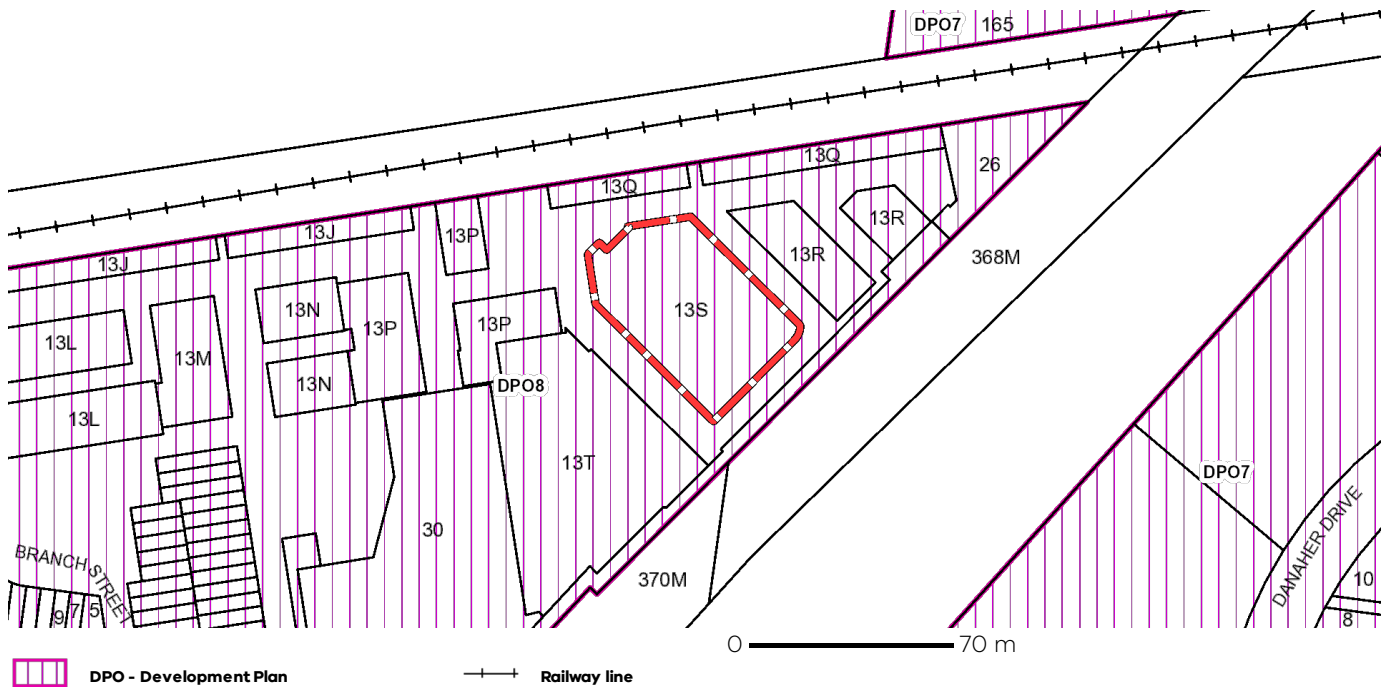 DPO7 165
13Q
26
13Q
13R
13J
13P
13R
368M
13J
13N
13S
13P
13P
13L
13M
13N
DPO8
13L
13T
DPO7
30
BRANCH STREET
370M
DANAHER DRIVE
10
9 7 5
8
0 70 m
DPO - Development Plan
Railway line